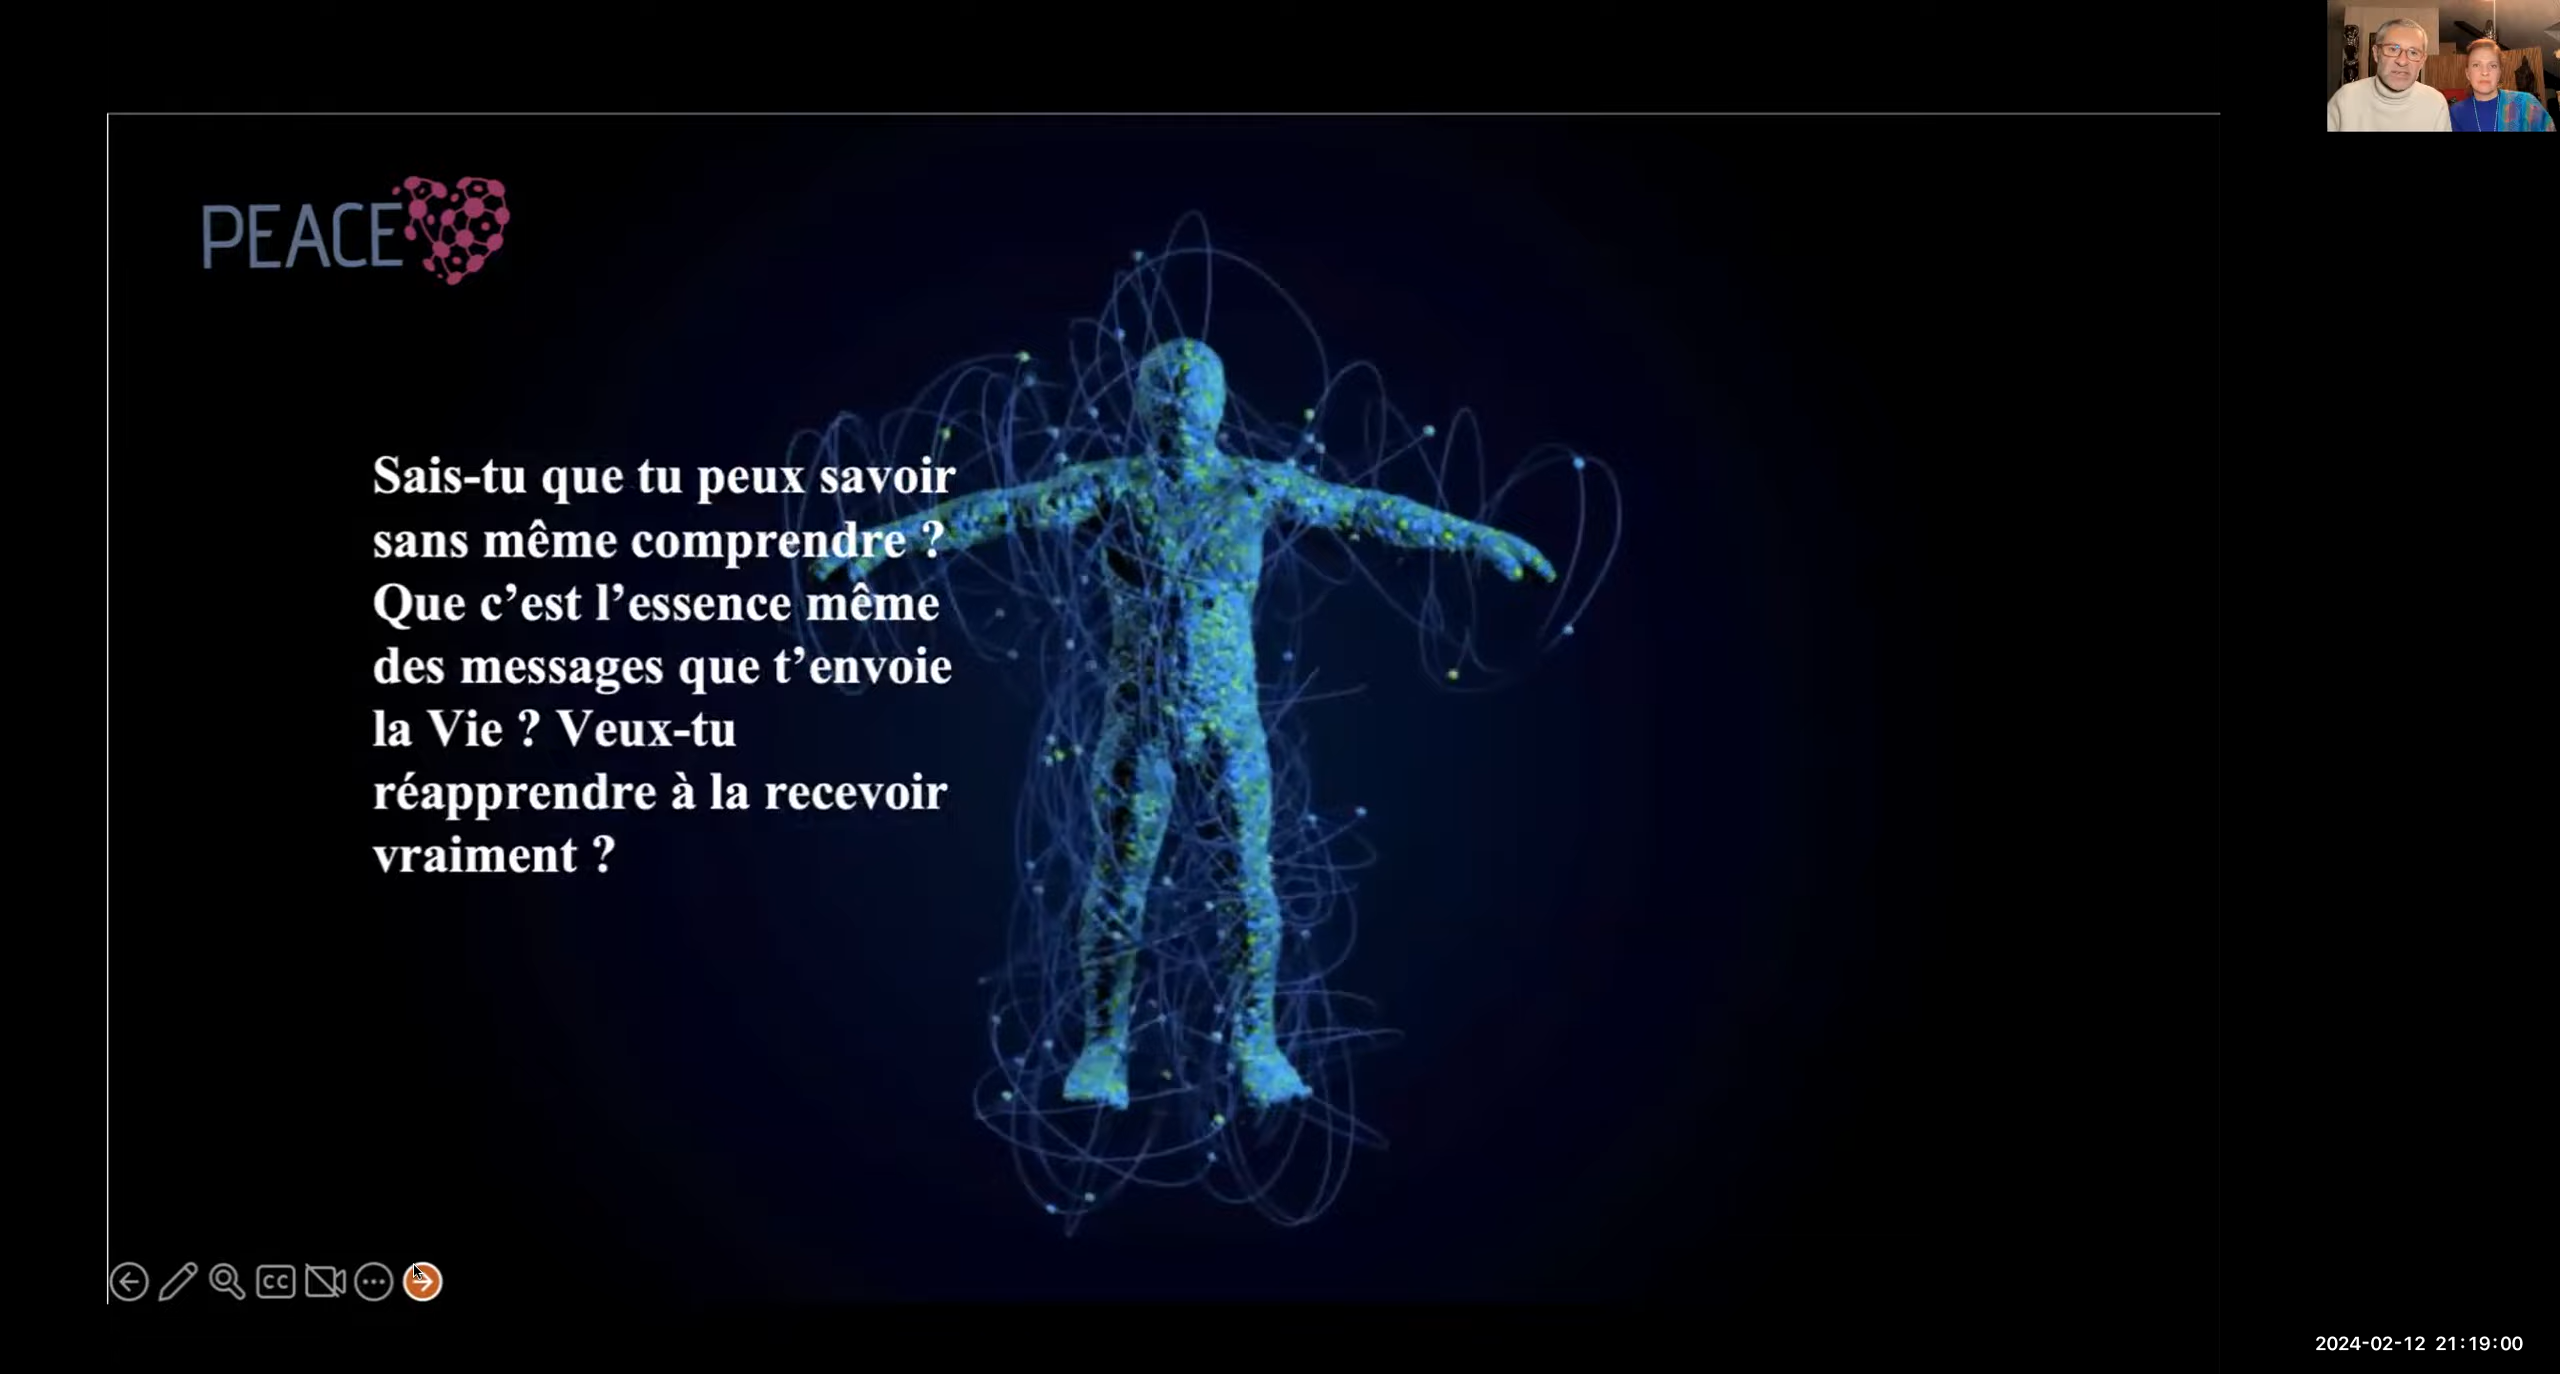 PEACE
Sais-tu que tu peux savoir
sans même comprendre ?
Que c’est l’essence même
des messages que t’envoie
la Vie ? Veux-tu
réapprendre à la recevoir
vraiment ?
CC
2024-02-12 21:19:00